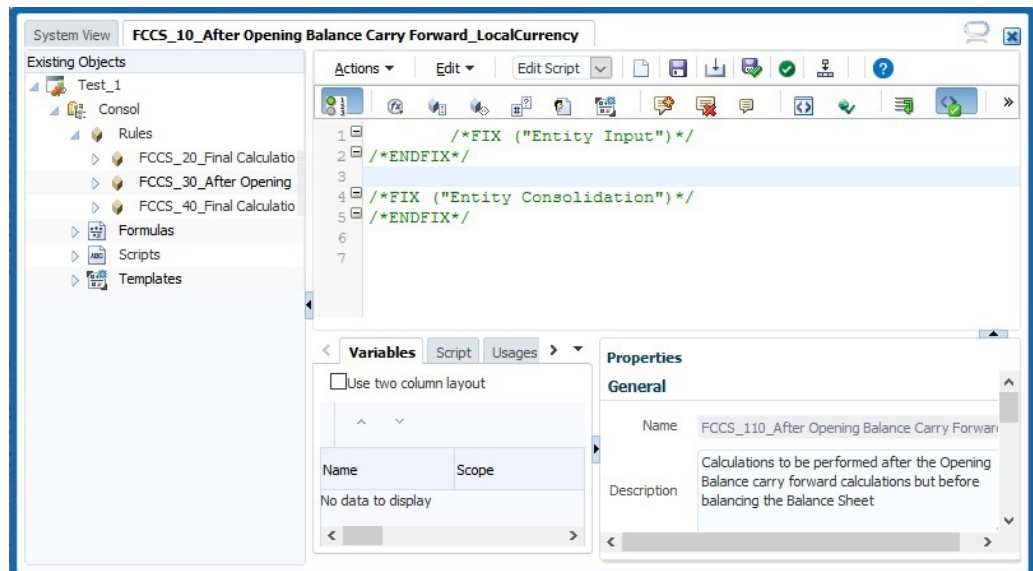 System View FCCS_10_After Opening Balance Carry Forward_LocalCurrency
Existing Objects
Test_1
Consol
Rules
FCCS_20_Final Calculatio
FCCS_30_After Opening
FCCS_40_Final Calculatio
Formulas
Scripts
Templates
Actions Edit Edit Script
1 /*FIX ("Entity Input")*/
2 /*ENDFIX*/
3
4 /*FIX ("Entity Consolidation")*/
5 /*ENDFIX*/
6
7
Variables Script Usages
Use two column layout
Name Scope
No data to display
Properties
General
Name FCCS_110_After Opening Balance Carry Forwar
Description Calculations to be performed after the Opening
Balance carry forward calculations but before
balancing the Balance Sheet